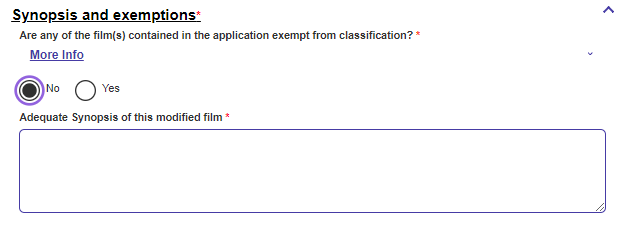 Synopsis and exemptions*
Are any of the film(s) contained in the application exempt from classification? *
More Info
No Yes
Adequate Synopsis of this modified film *